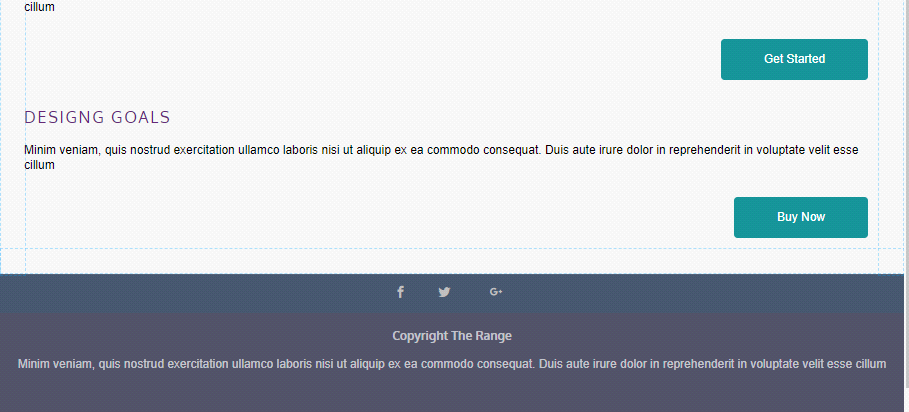 cillum
Get Started
DESIGNG GOALS
Minim veniam, quis nostrud exercitation ullamco laboris nisi ut aliquip ex ea commodo consequat. Duis aute irure dolor in reprehenderit in voluptate velit esse
cillum
Buy Now
Copyright The Range
Minim veniam, quis nostrud exercitation ullamco laboris nisi ut aliquip ex ea commodo consequat. Duis aute irure dolor in reprehenderit in voluptate velit esse cillum